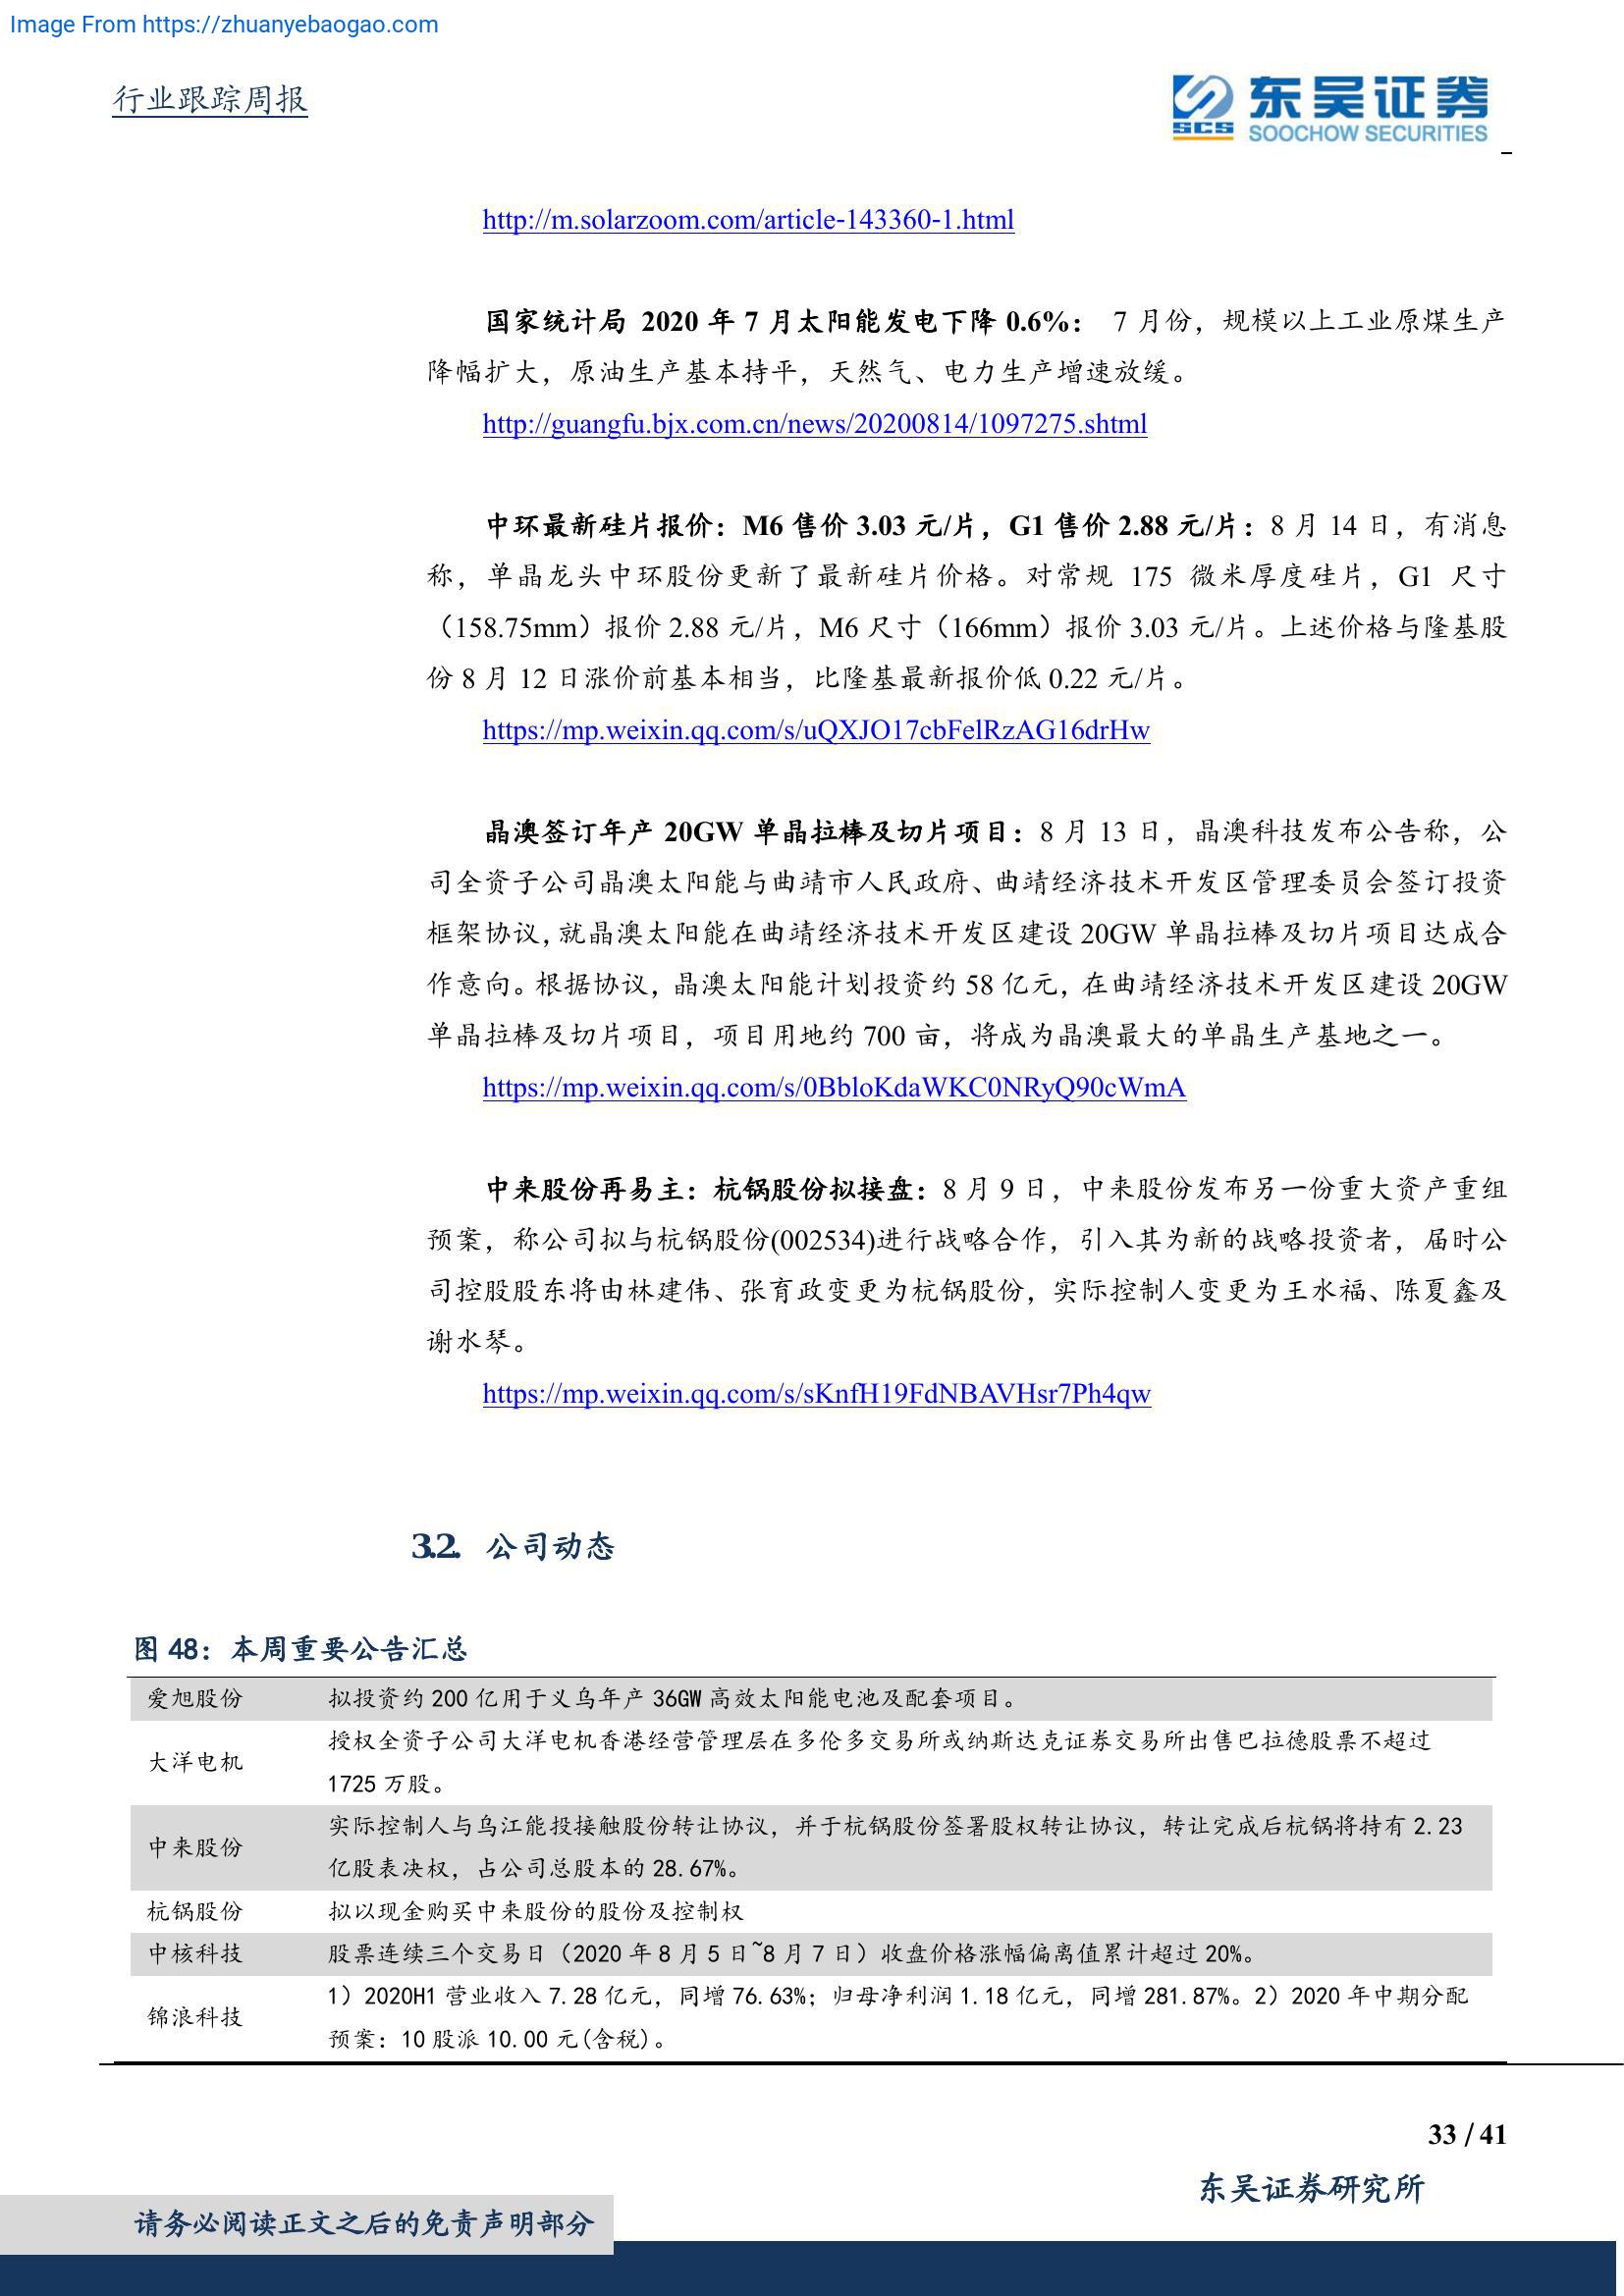 Image From https://zhuanyebaogao.com
行业跟踪周报
东吴证券
SCS
SOOCHOW SECURITIES
http://m.solarzoom.com/article-143360-1.html
国家统计局 2020 年 7 月太阳能发电下降 0.6%： 7 月份，规模以上工业原煤生产
降幅扩大，原油生产基本持平，天然气、电力生产增速放缓。
http://guangfu.bjx.com.cn/news/20200814/1097275.shtml
中环最新硅片报价：M6 售价 3.03 元/片，G1 售价 2.88 元/片：8 月 14 日，有消息
称，单晶龙头中环股份更新了最新硅片价格。对常规 175 微米厚度硅片，G1 尺寸
（158.75mm）报价 2.88 元/片，M6 尺寸（166mm）报价 3.03 元/片。上述价格与隆基股
份 8 月 12 日涨价前基本相当，比隆基最新报价低 0.22 元/片。
https://mp.weixin.qq.com/s/uQXJO17cbFelRzAG16drHw
晶澳签订年产 20GW 单晶拉棒及切片项目：8 月 13 日，晶澳科技发布公告称，公
司全资子公司晶澳太阳能与曲靖市人民政府、曲靖经济技术开发区管理委员会签订投资
框架协议，就晶澳太阳能在曲靖经济技术开发区建设 20GW 单晶拉棒及切片项目达成合
作意向。根据协议，晶澳太阳能计划投资约 58 亿元，在曲靖经济技术开发区建设 20GW
单晶拉棒及切片项目，项目用地约 700 亩，将成为晶澳最大的单晶生产基地之一。
https://mp.weixin.qq.com/s/0BbloKdaWKC0NRyQ90cWmA
中来股份再易主：杭锅股份拟接盘：8 月 9 日，中来股份发布另一份重大资产重组
预案，称公司拟与杭锅股份(002534)进行战略合作，引入其为新的战略投资者，届时公
司控股股东将由林建伟、张育政变更为杭锅股份，实际控制人变更为王水福、陈夏鑫及
谢水琴。
https://mp.weixin.qq.com/s/sKnfH19FdNBAVHsr7Ph4qw
3.2. 公司动态
图 48：本周重要公告汇总
爱旭股份 拟投资约 200 亿用于义乌年产 36GW 高效太阳能电池及配套项目。
大洋电机 授权全资子公司大洋电机香港经营管理层在多伦多交易所或纳斯达克证券交易所出售巴拉德股票不超过
1725 万股。
中来股份 实际控制人与乌江能投接触股份转让协议，并于杭锅股份签署股权转让协议，转让完成后杭锅将持有 2.23
亿股表决权，占公司总股本的 28.67%。
杭锅股份 拟以现金购买中来股份的股份及控制权
中核科技 股票连续三个交易日（2020 年 8 月 5 日~8 月 7 日）收盘价格涨幅偏离值累计超过 20%。
锦浪科技 1）2020H1 营业收入 7.28 亿元，同增 76.63%；归母净利润 1.18 亿元，同增 281.87%。2）2020 年中期分配
预案：10 股派 10.00 元(含税)。
33 / 41
东吴证券研究所
请务必阅读正文之后的免责声明部分